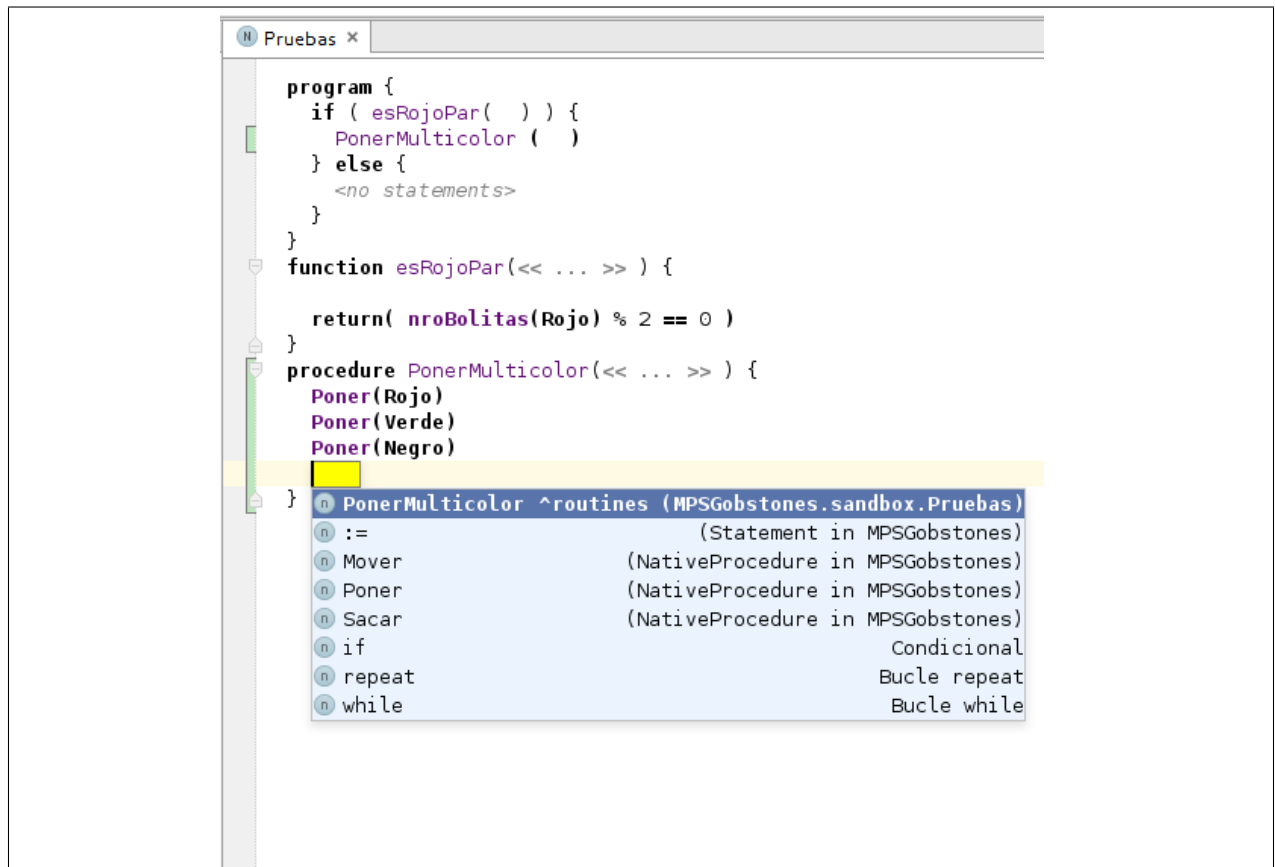 N Pruebas ×
program {
if ( esRojoPar( ) ) {
PonerMulticolor ( )
} else {
<no statements>
}
}
function esRojoPar(<< ... >> ) {
return( nroBolitas(Rojo) % 2 == 0 )
}
procedure PonerMulticolor(<< ... >> ) {
Poner(Rojo)
Poner(Verde)
Poner(Negro)
}
n PonerMulticolor ^routines (MPSGobstones.sandbox.Pruebas)
n := (Statement in MPSGobstones)
n Mover (NativeProcedure in MPSGobstones)
n Poner (NativeProcedure in MPSGobstones)
n Sacar (NativeProcedure in MPSGobstones)
n if Condicional
n repeat Bucle repeat
n while Bucle while